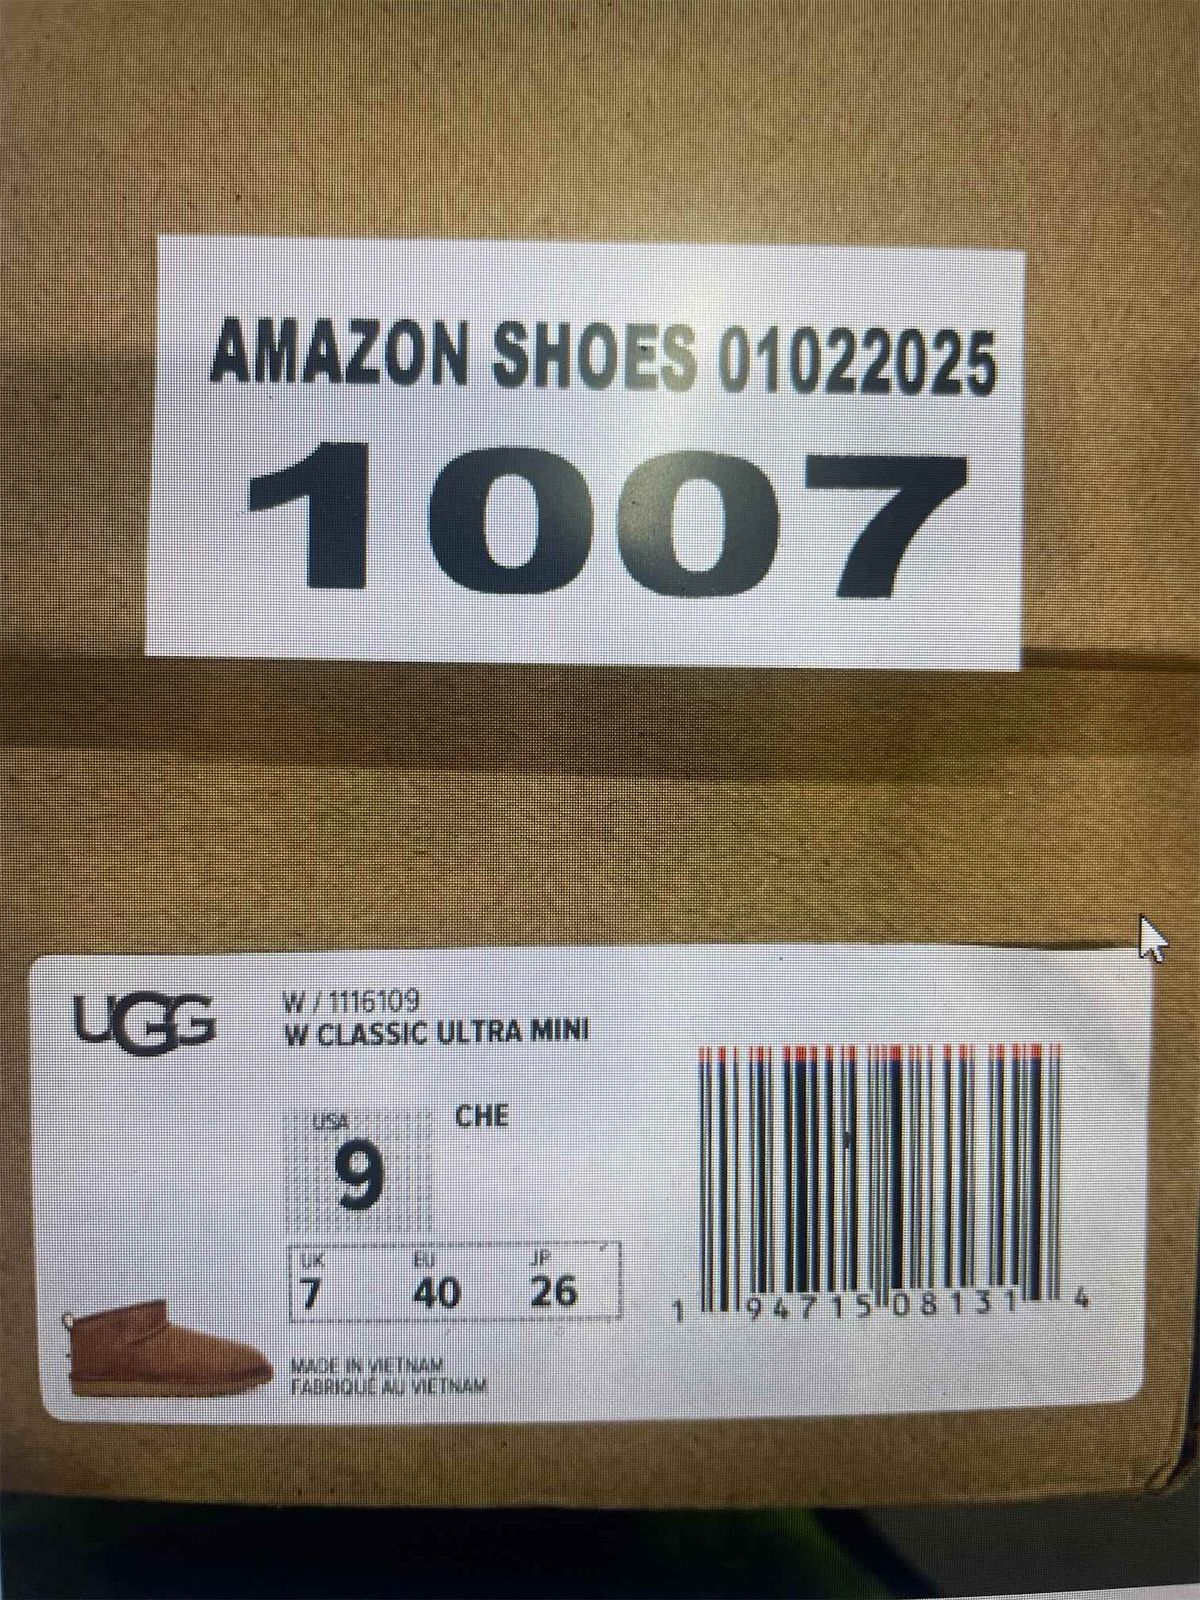 AMAZON SHOES 01022025
1007
UGG
W / 1116109
W CLASSIC ULTRA MINI
USA
9
CHE
UK
7
EU
40
JP
26
1 94715 08131 4
MADE IN VIETNAM
FABRIQUÉ AU VIETNAM